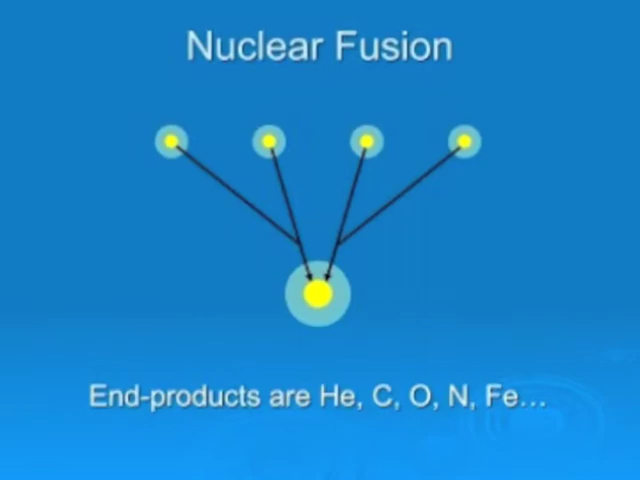 Nuclear Fusion
End-products are He, C, O, N, Fe…